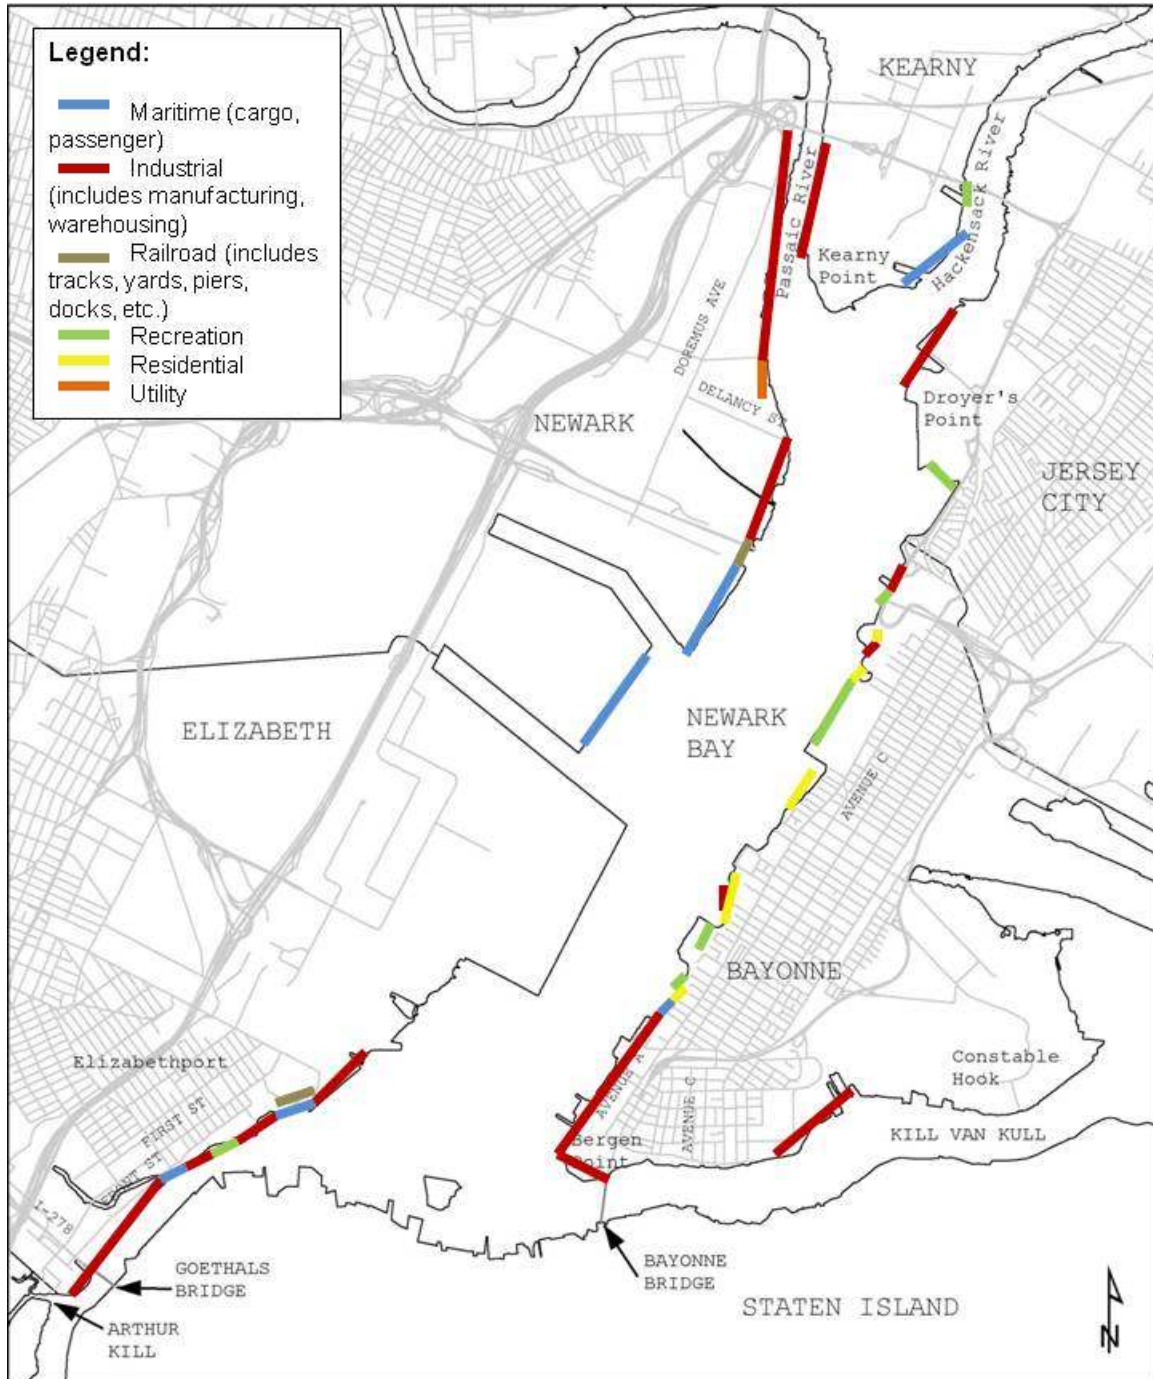 Legend:
Maritime (cargo,
passenger)
Industrial
(includes manufacturing,
warehousing)
Railroad (includes
tracks, yards, piers,
docks, etc.)
Recreation
Residential
Utility
KEARNY
Passaic River
Hackensack River
Kearny
Point
DOREMUS AVE
DELANCY ST
NEWARK
Droyer's
Point
JERSEY
CITY
ELIZABETH
NEWARK
BAY
AVENUE C
BAYONNE
Elizabethport
FIRST ST
FRONT ST
I-278
AVENUE A
AVENUE C
Constable
Hook
Bergen
Point
KILL VAN KULL
GOETHALS
BRIDGE
BAYONNE
BRIDGE
STATEN ISLAND
ARTHUR
KILL
N